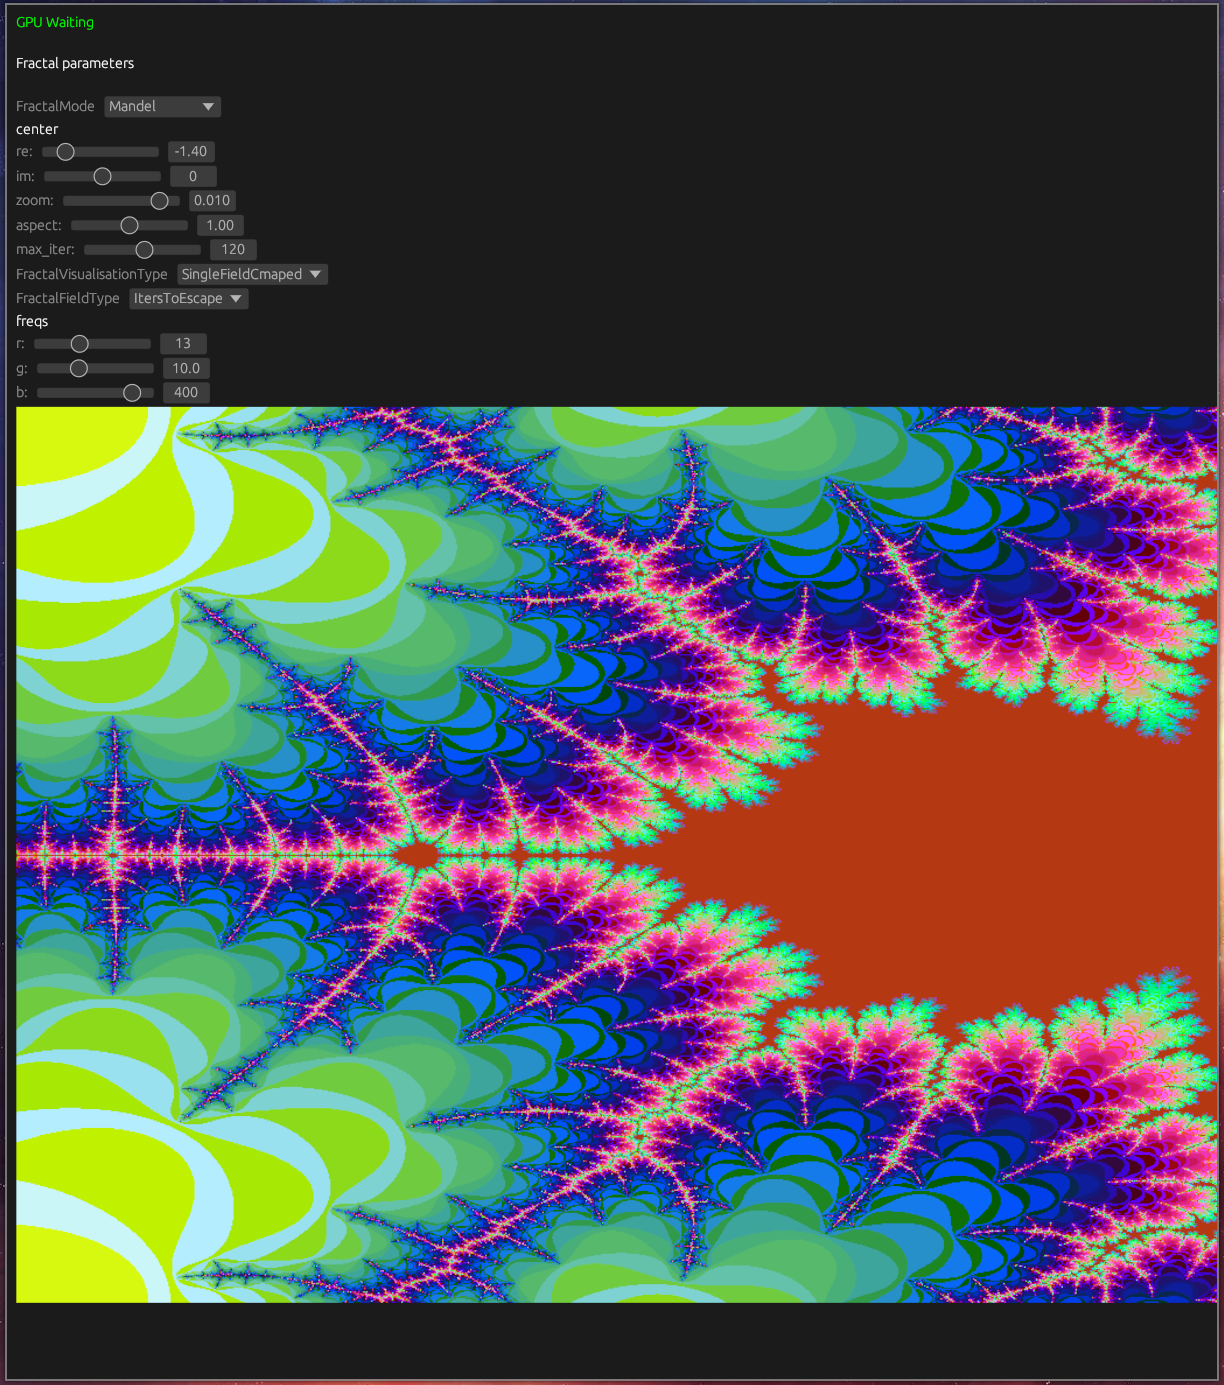 GPU Waiting
Fractal parameters
FractalMode Mandel
center
re: -1.40
im: 0
zoom: 0.010
aspect: 1.00
max_iter: 120
FractalVisualisationType SingleFieldCmaped
FractalFieldType ItersToEscape
freqs
r: 13
g: 10.0
b: 400